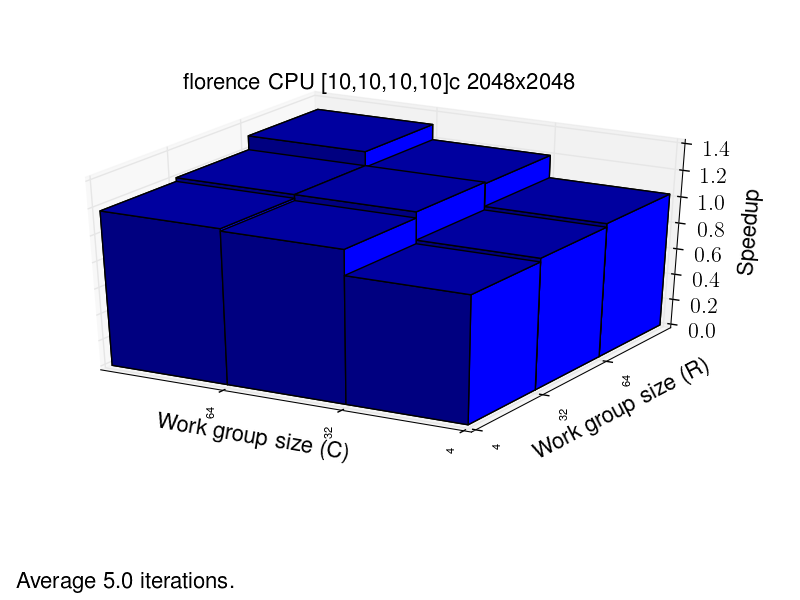 florence CPU [10,10,10,10]c 2048x2048
1.4
1.2
1.0
0.8
0.6
0.4
0.2
0.0
Speedup
64
32
4
Work group size (C)
4
32
64
Work group size (R)
Average 5.0 iterations.